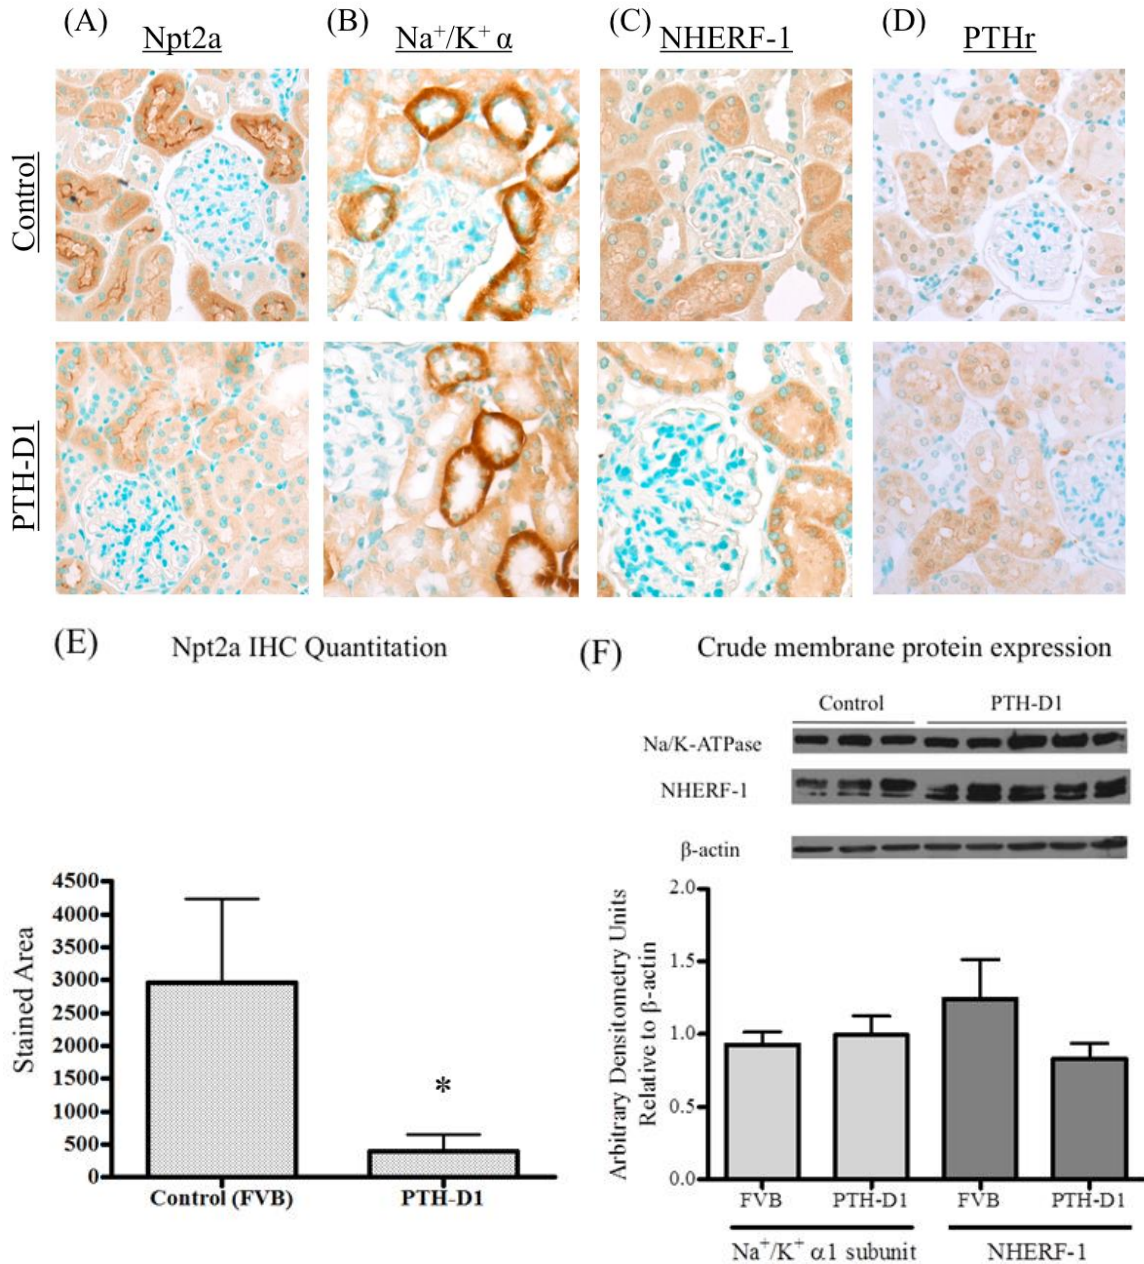 (A) (B) (C) (D)
Npt2a Na⁺/K⁺ α NHERF-1 PTHr
Control
PTH-D1
(E) Npt2a IHC Quantitation
(F) Crude membrane protein expression
Control PTH-D1
Na/K-ATPase
NHERF-1
β-actin
Stained Area
4500
4000
3500
3000
2500
2000
1500
1000
500
0
*
Control (FVB) PTH-D1
Arbitrary Densitometry Units
Relative to β-actin
2.0
1.5
1.0
0.5
0.0
FVB PTH-D1 FVB PTH-D1
Na⁺/K⁺ α1 subunit NHERF-1